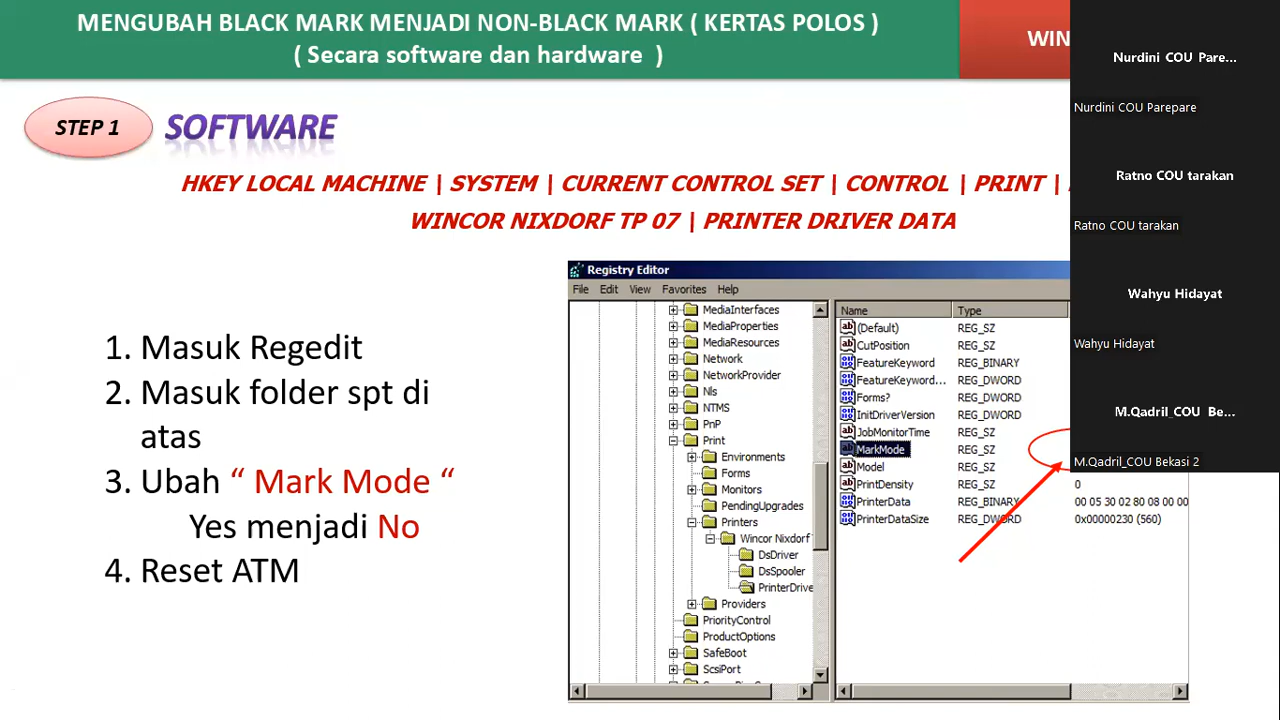 MENGUBAH BLACK MARK MENJADI NON-BLACK MARK ( KERTAS POLOS )
( Secara software dan hardware )
WIN
STEP 1
SOFTWARE
HKEY LOCAL MACHINE | SYSTEM | CURRENT CONTROL SET | CONTROL | PRINT |
WINCOR NIXDORF TP 07 | PRINTER DRIVER DATA
1. Masuk Regedit
2. Masuk folder spt di
atas
3. Ubah “ Mark Mode “
Yes menjadi No
4. Reset ATM
Registry Editor
File Edit View Favorites Help
MediaInterfaces
MediaProperties
MediaResources
Network
NetworkProvider
Nls
NTMS
PnP
Print
Environments
Forms
Monitors
PendingUpgrades
Printers
Wincor Nixdorf
DsDriver
DsSpooler
PrinterDrive
Providers
PriorityControl
ProductOptions
SafeBoot
ScsiPort
Name Type
(Default) REG_SZ
CutPosition REG_SZ
FeatureKeyword REG_BINARY
FeatureKeyword... REG_DWORD
Forms? REG_DWORD
InitDriverVersion REG_DWORD
JobMonitorTime REG_SZ
MarkMode REG_SZ
Model REG_SZ
PrintDensity REG_SZ 0
PrinterData REG_BINARY 00 05 30 02 80 08 00 00
PrinterDataSize REG_DWORD 0x00000230 (560)
Nurdini COU Pare...
Nurdini COU Parepare
Ratno COU tarakan
Ratno COU tarakan
Wahyu Hidayat
Wahyu Hidayat
M.Qadril_COU Be...
M.Qadril_COU Bekasi 2